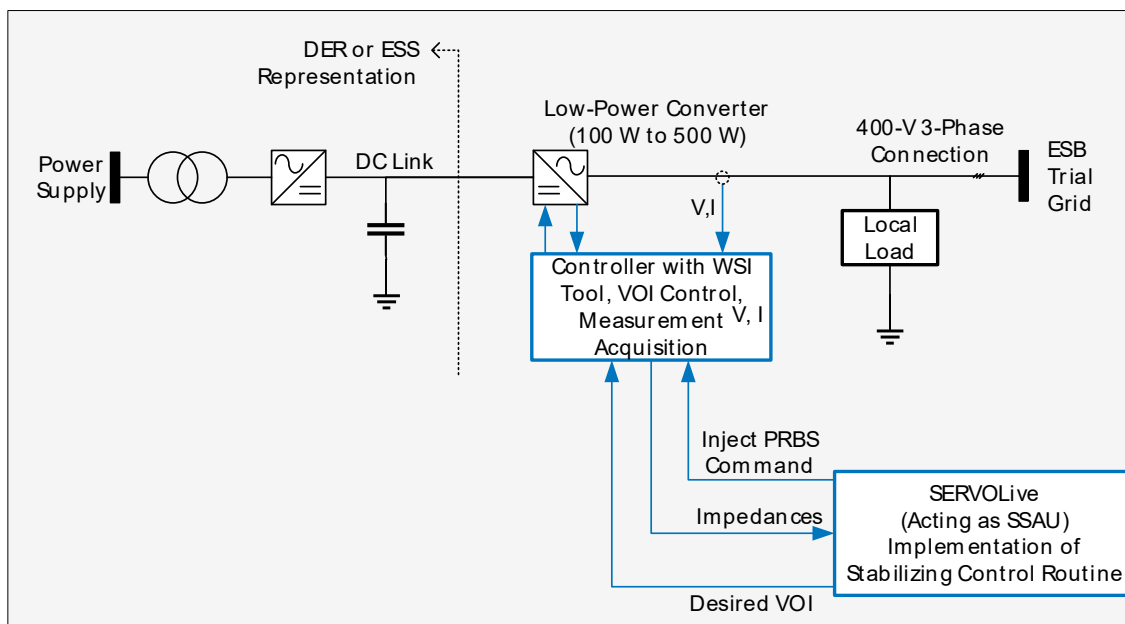 DER or ESS
Representation
Low-Power Converter
(100 W to 500 W)
400-V 3-Phase
Connection
Power
Supply
DC Link
ESB
Trial
Grid
V,I
Local
Load
Controller with WSI
Tool, VOI Control,
Measurement V, I
Acquisition
Inject PRBS
Command
Impedances
Desired VOI
SERVOLive
(Acting as SSAU)
Implementation of
Stabilizing Control Routine